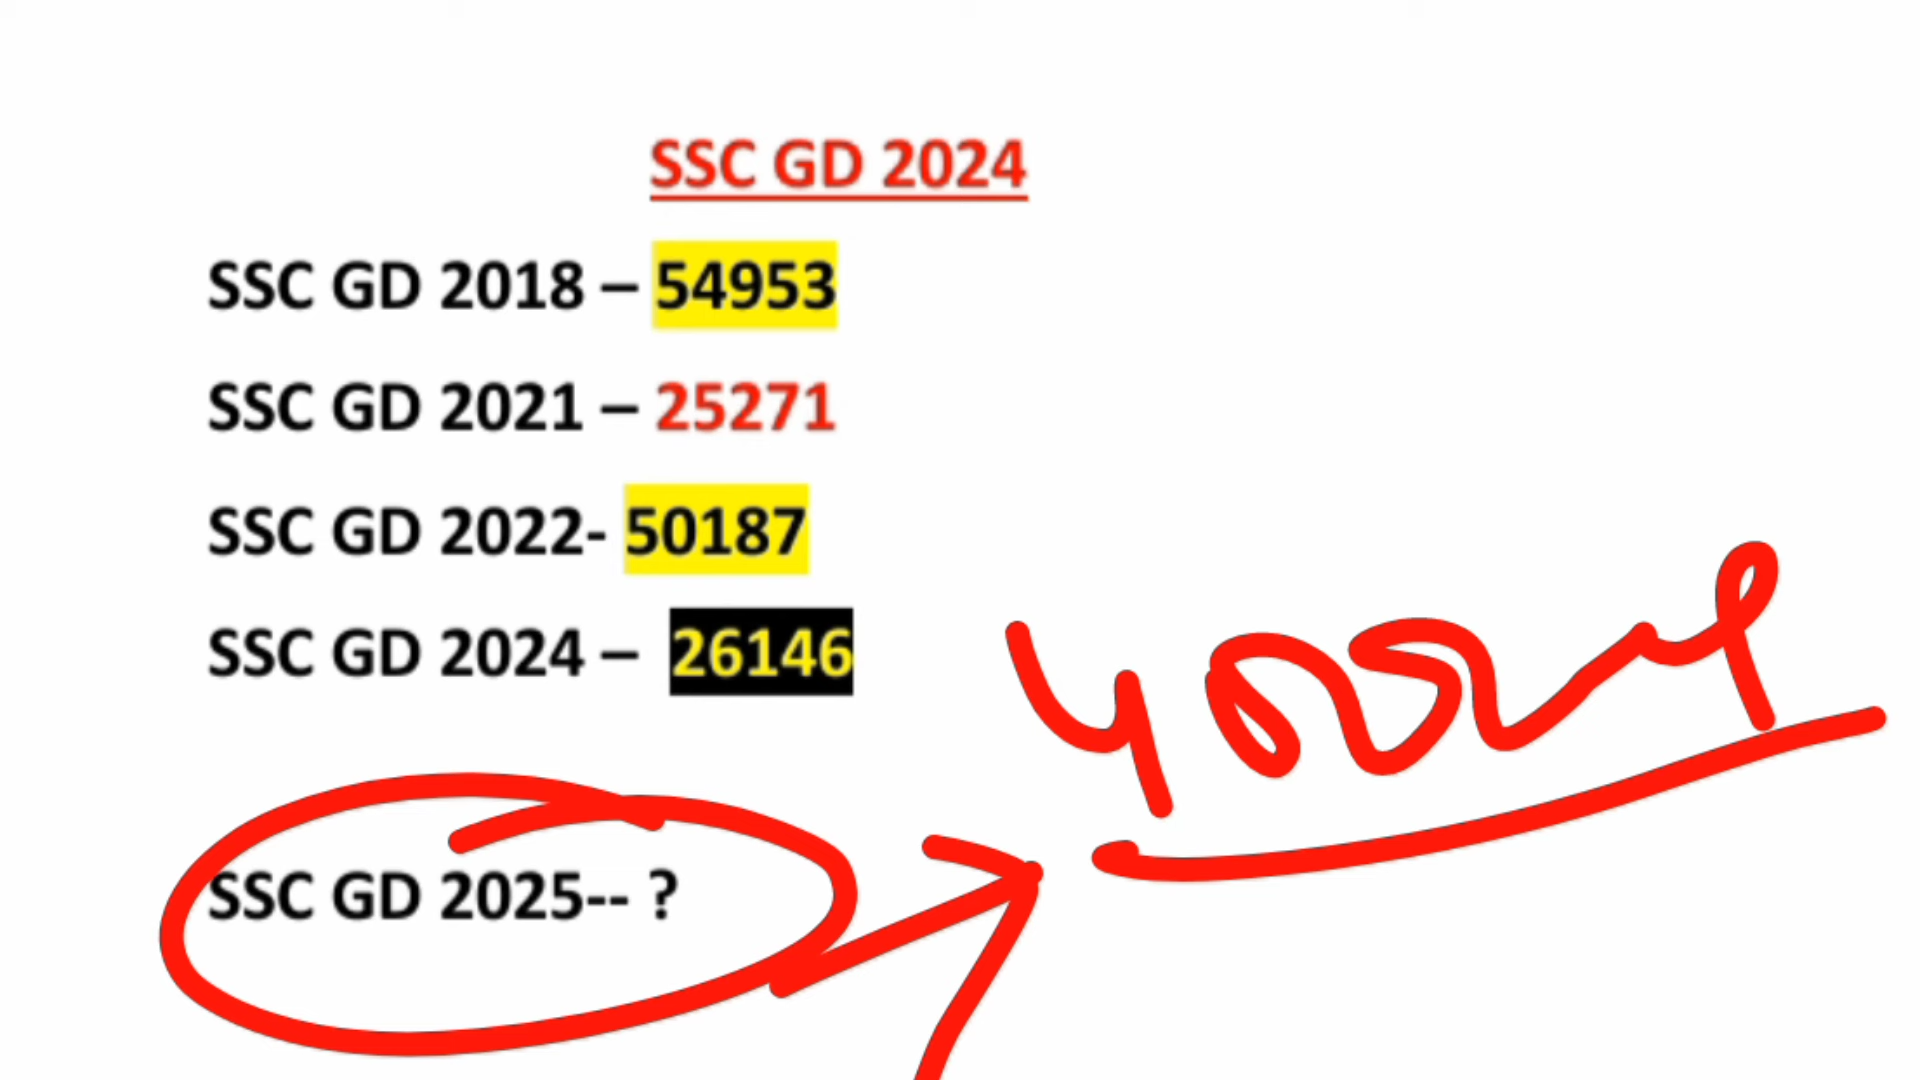 SSC GD 2024
SSC GD 2018 – 54953
SSC GD 2021 – 25271
SSC GD 2022- 50187
SSC GD 2024 – 26146
SSC GD 2025-- ?